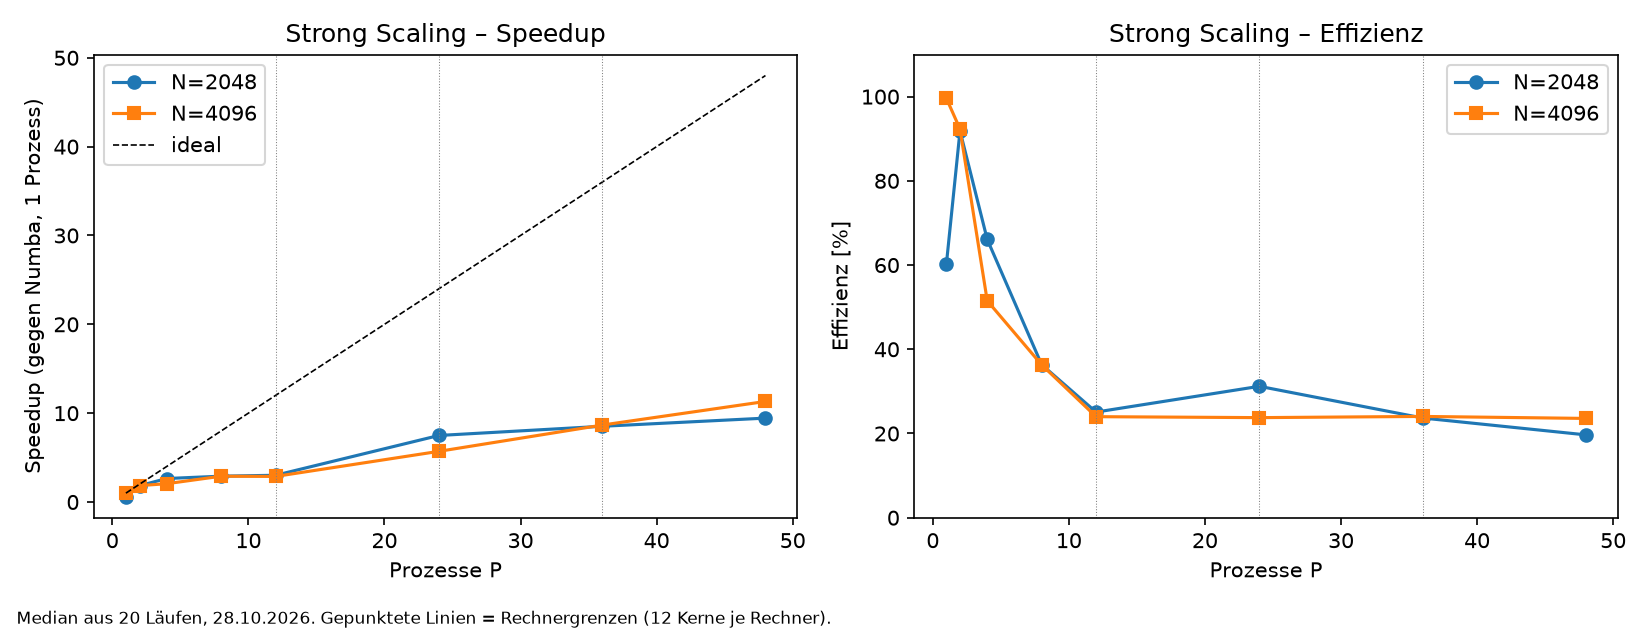 Strong Scaling – Speedup
Speedup (gegen Numba, 1 Prozess)
50
40
30
20
10
0
N=2048
N=4096
ideal
0 10 20 30 40 50
Prozesse P
Strong Scaling – Effizienz
Effizienz [%]
100
80
60
40
20
0
N=2048
N=4096
0 10 20 30 40 50
Prozesse P
Median aus 20 Läufen, 28.10.2026. Gepunktete Linien = Rechnergrenzen (12 Kerne je Rechner).